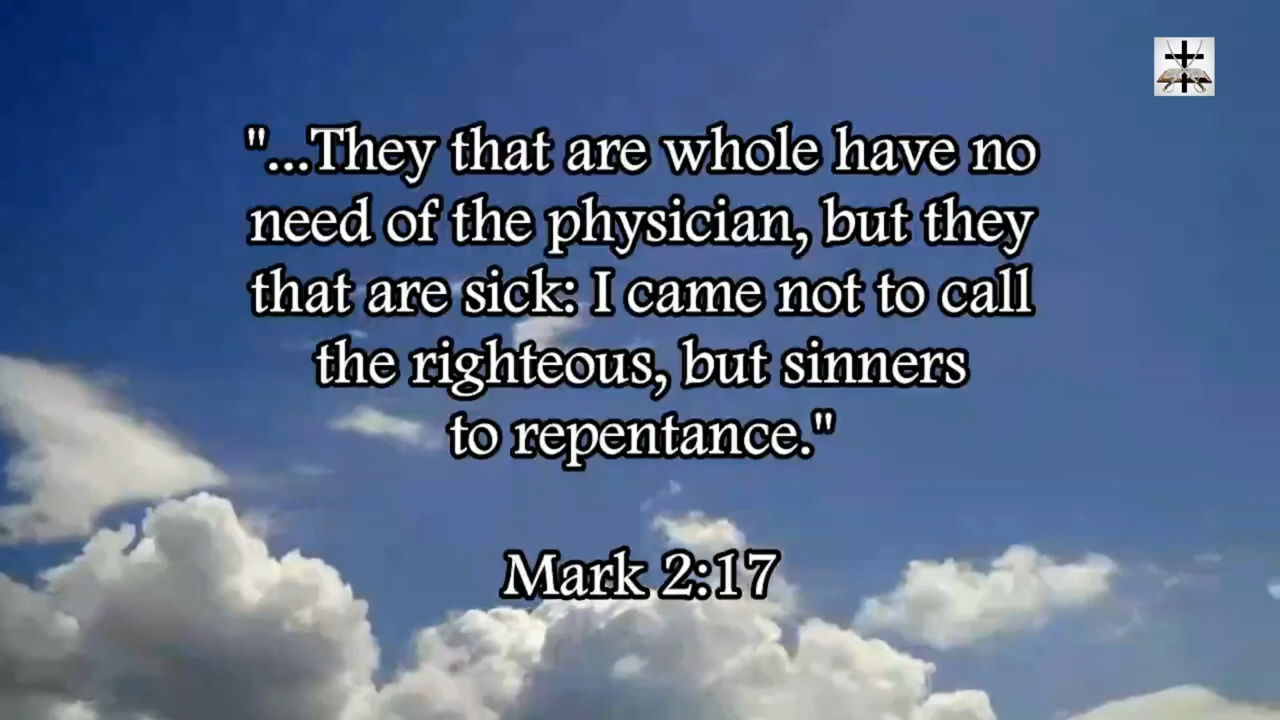 "...They that are whole have no
need of the physician, but they
that are sick: I came not to call
the righteous, but sinners
to repentance."
Mark 2:17